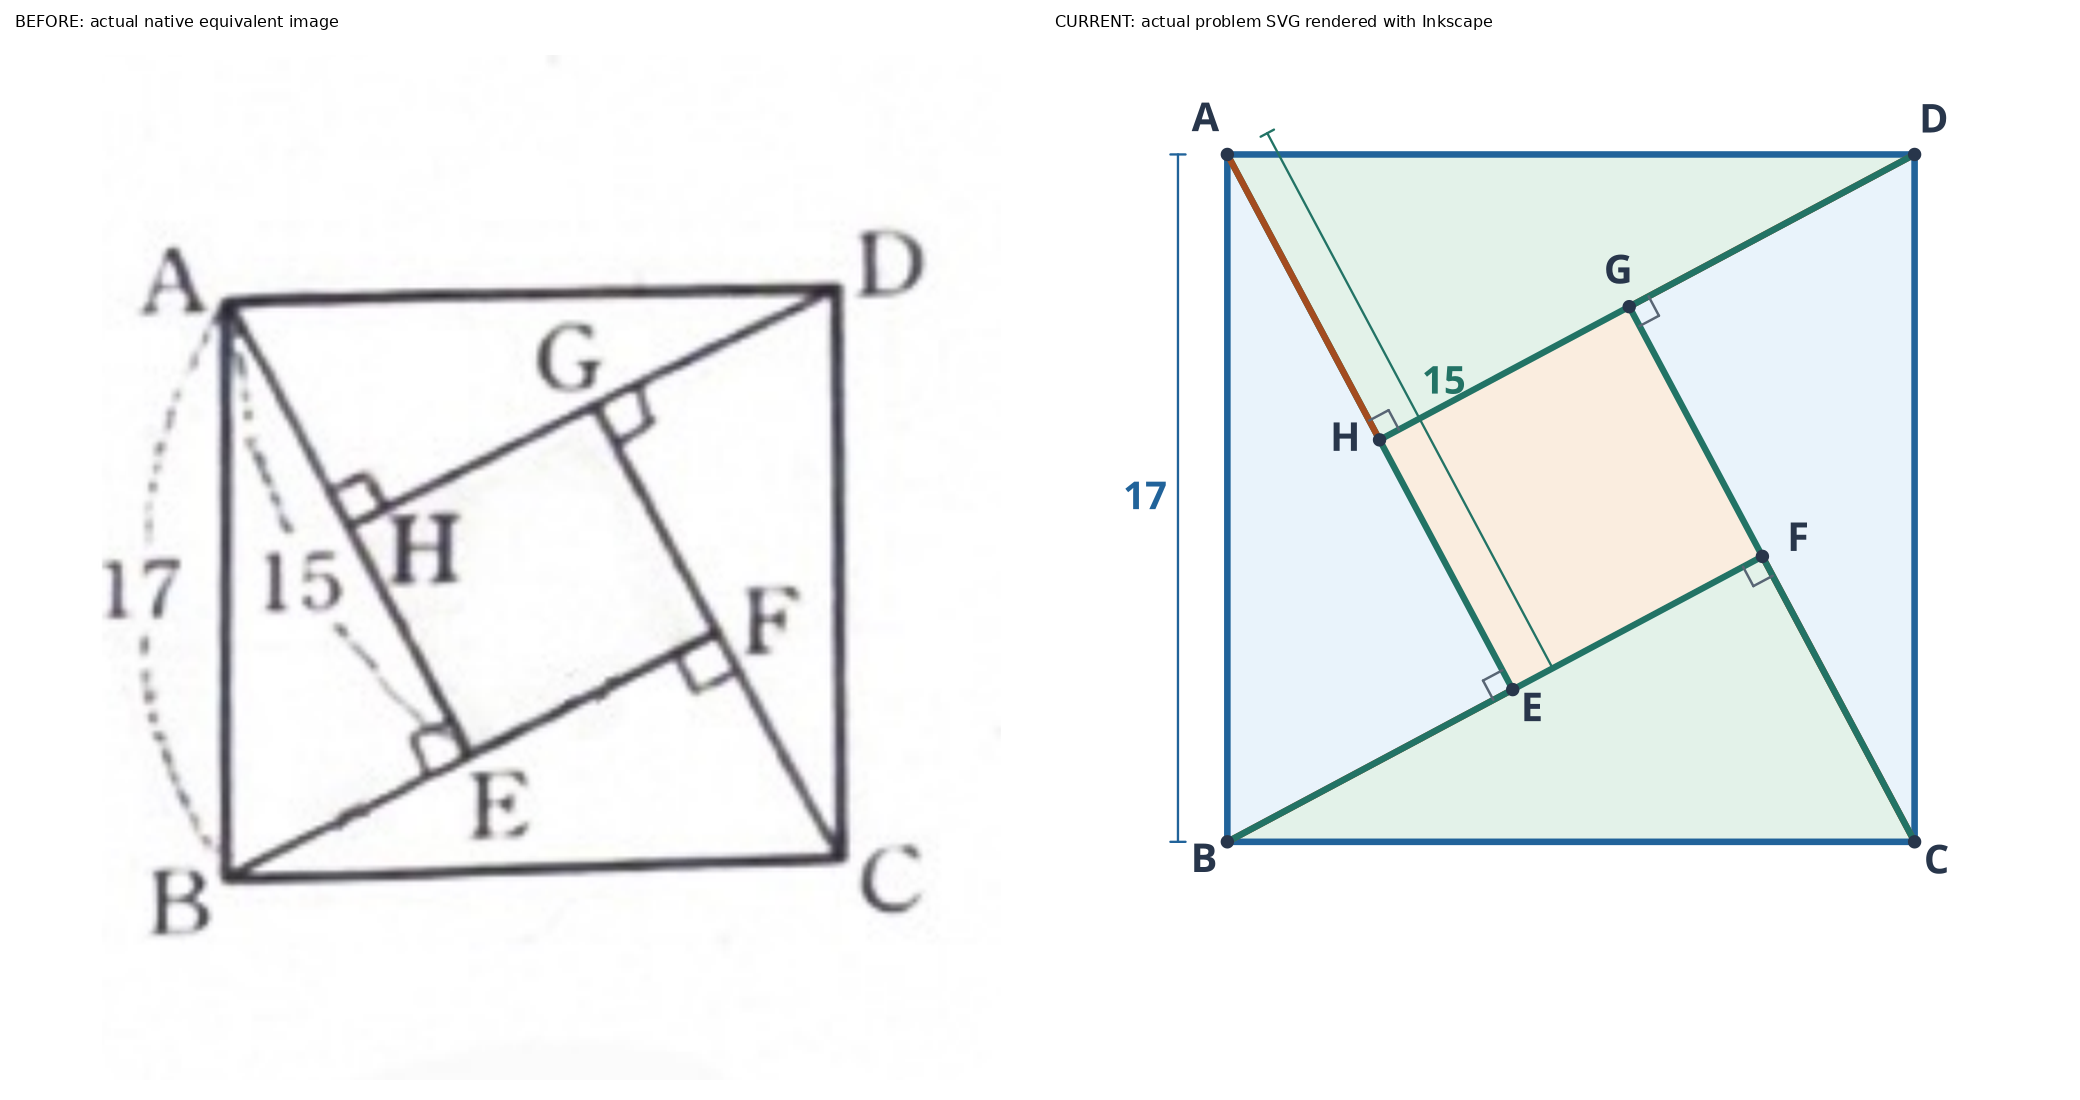 BEFORE: actual native equivalent image
A
D
G
H
17
15
F
E
B
C
CURRENT: actual problem SVG rendered with Inkscape
A
D
G
15
H
17
F
E
B
C